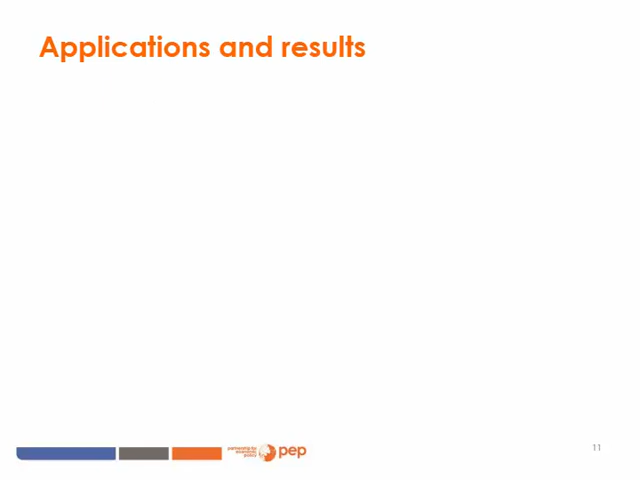 Applications and results
partnership for
economic
policy
pep
11